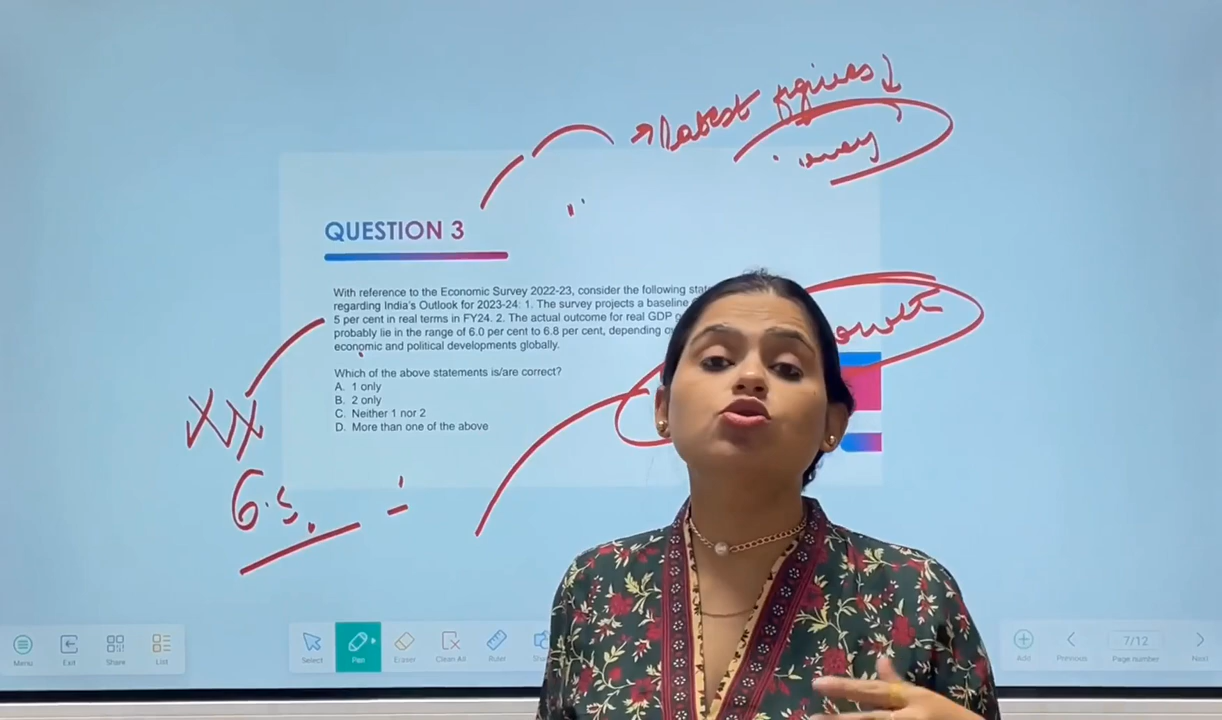 latest figures ↓
QUESTION 3
With reference to the Economic Survey 2022-23, consider the following
regarding India's Outlook for 2023-24: 1. The survey projects a baseline
5 per cent in real terms in FY24. 2. The actual outcome for real GDP
probably lie in the range of 6.0 per cent to 6.8 per cent, depending
economic and political developments globally.
Which of the above statements is/are correct?
A. 1 only
B. 2 only
C. Neither 1 nor 2
D. More than one of the above
XX
6.5.
Menu
Exit
Share
List
Select
Pen
Eraser
Clean All
Ruler
Add
Previous
7/12
Page number
Next